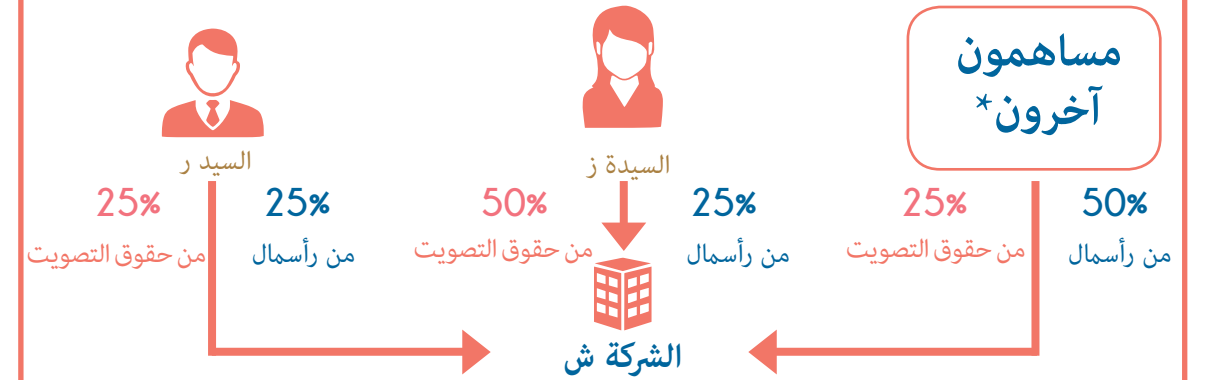 مساهمون
آخرون*
السيدة ز
السيد ر
50%
25%
25%
50%
25%
25%
من رأسمال
من حقوق التصويت
من رأسمال
من حقوق التصويت
من رأسمال
من حقوق التصويت
الشركة ش